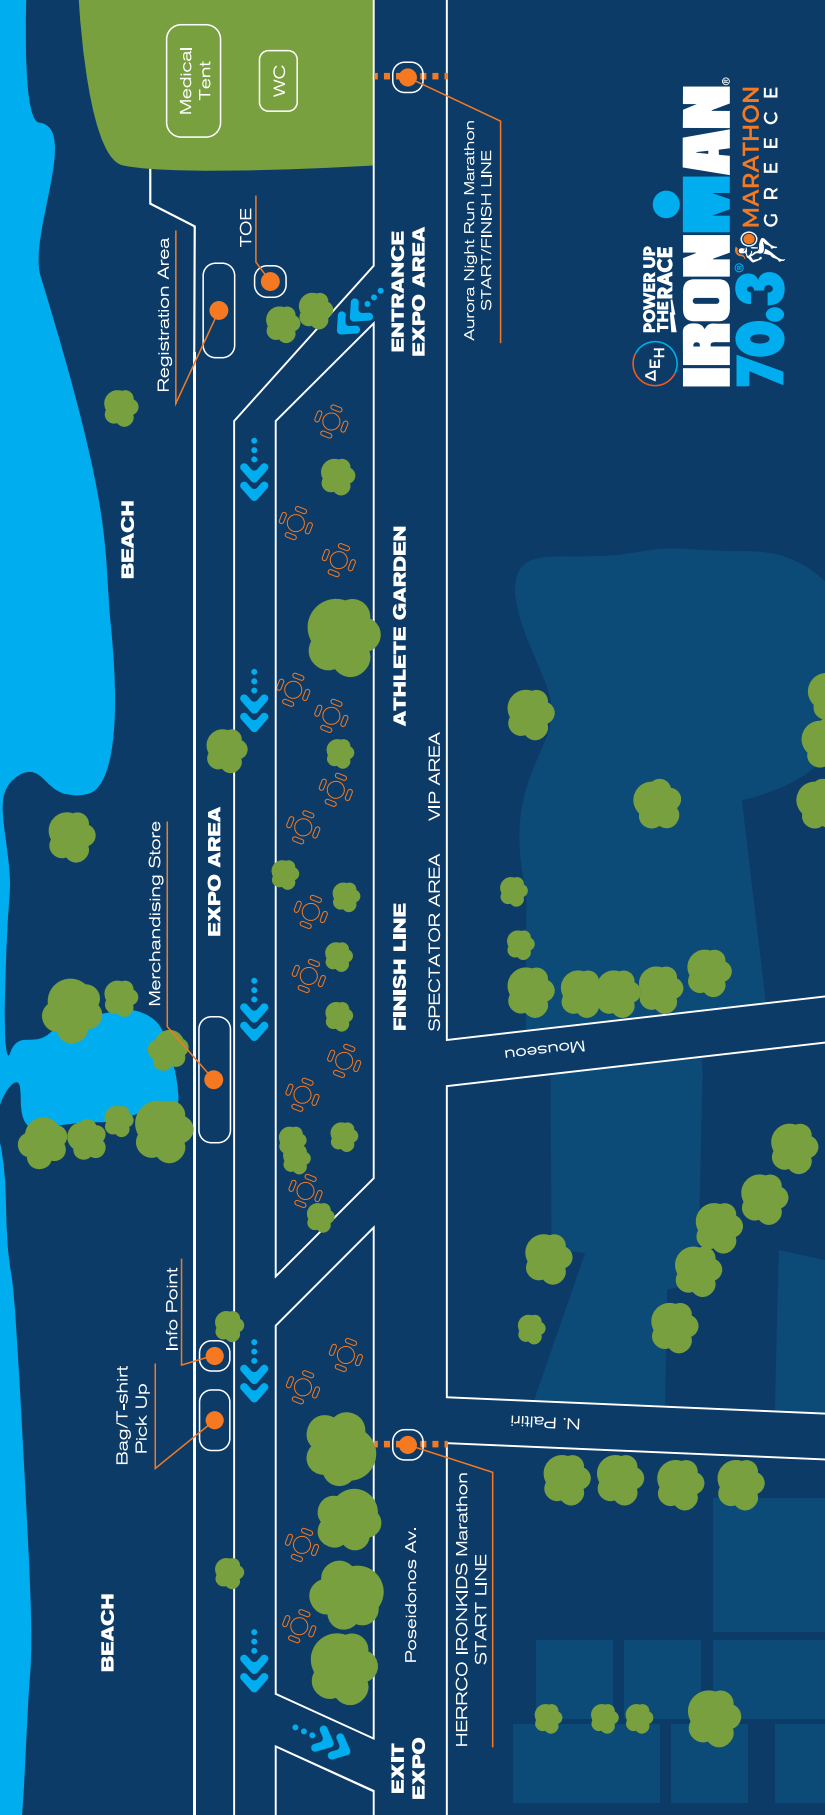 Medical
Tent
WC
TOE
Registration Area
ENTRANCE
EXPO AREA
Aurora Night Run Marathon
START/FINISH LINE
ΔEH
POWER UP
THE RACE
IRONMAN®
70.3®
MARATHON
GREECE
BEACH
ATHLETE GARDEN
VIP AREA
EXPO AREA
Merchandising Store
FINISH LINE
SPECTATOR AREA
Mouseou
Info Point
Bag/T-shirt
Pick Up
N. Paltiri
Poseidonos Av.
HERRCO IRONKIDS Marathon
START LINE
BEACH
EXIT
EXPO